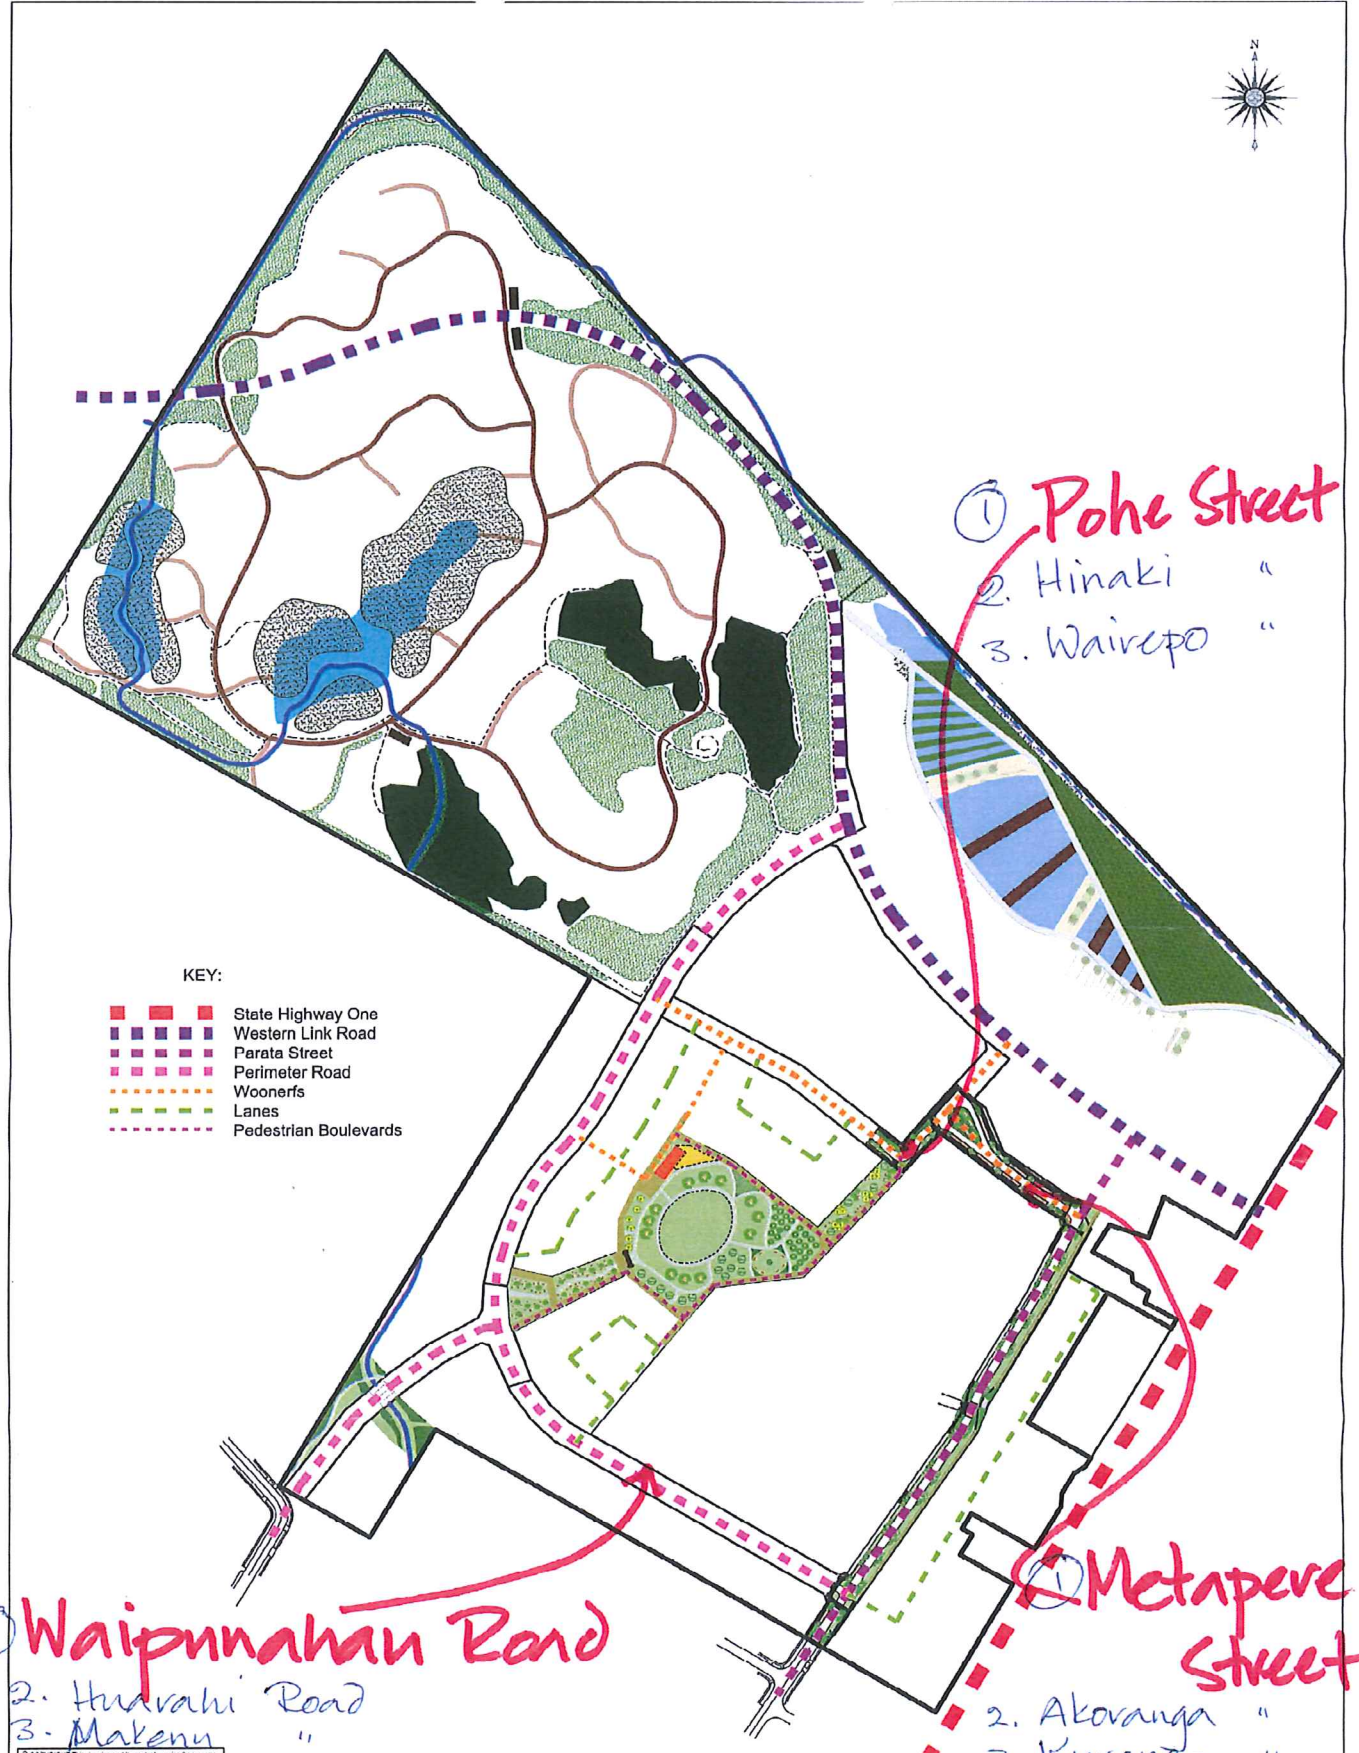 N
① Pohe Street
2. Hinaki "
3. Wairepo "
KEY:
State Highway One
Western Link Road
Parata Street
Perimeter Road
Woonerfs
Lanes
Pedestrian Boulevards
Waipunahau Road
2. Huarahi Road
3. Makenu "
① Metapere
Street
2. Akoranga "